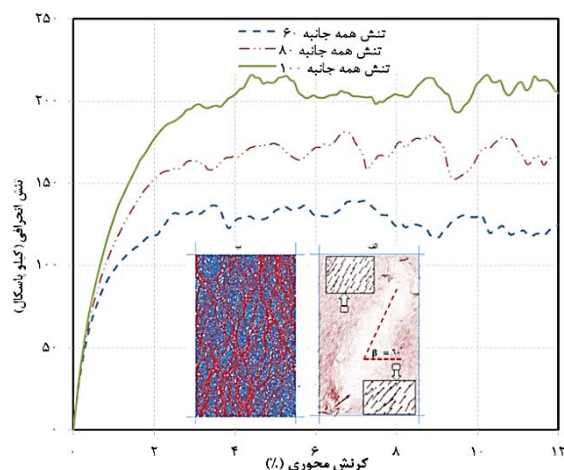 ۲۵۰
۲۰۰
۱۵۰
۱۰۰
۵۰
۰
تنش انحرافی (کیلو پاسکال)
تنش همه جانبه ۶۰
تنش همه جانبه ۸۰
تنش همه جانبه ۱۰۰
ب
الف
β = ٦٠°
۰
۲
۴
۶
۸
۱۰
۱۲
کرنش محوری (%)